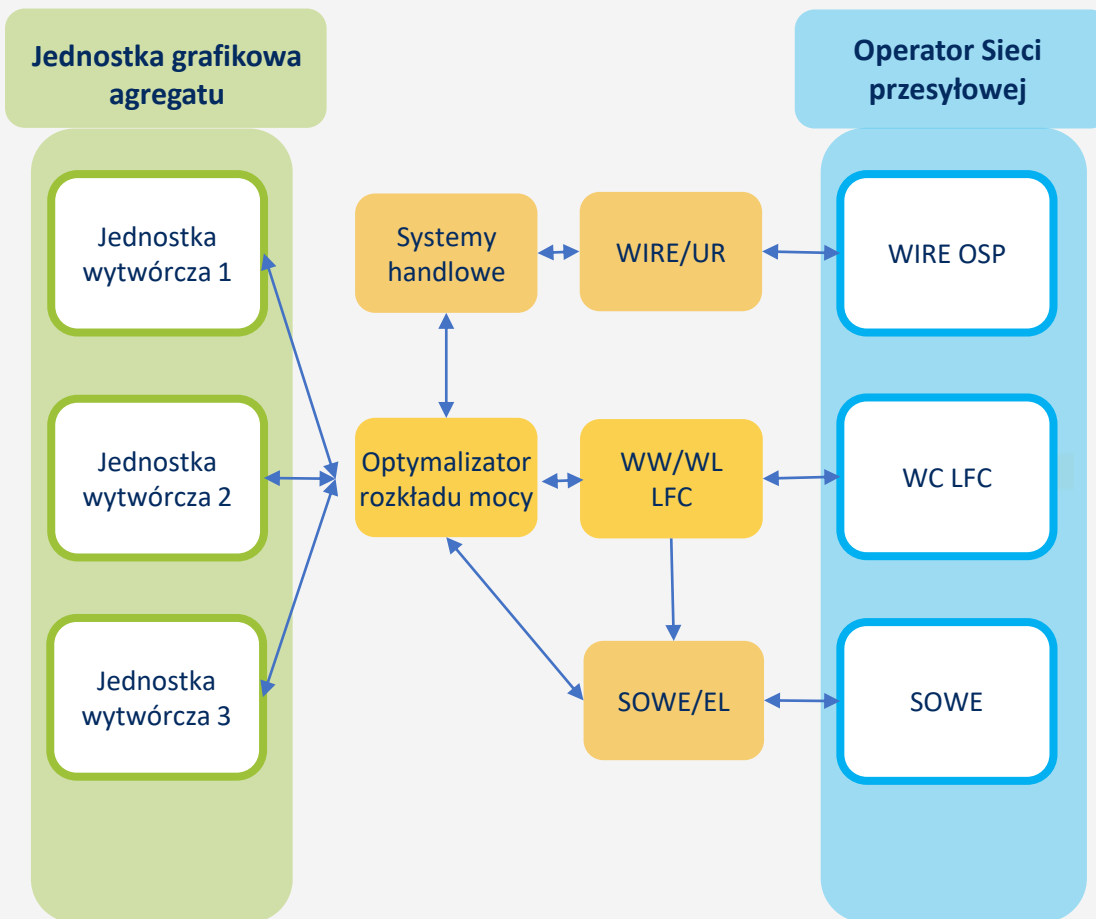 Jednostka grafikowa
agregatu
Operator Sieci
przesyłowej
Jednostka
wytwórcza 1
Systemy
handlowe
WIRE/UR
WIRE OSP
Jednostka
wytwórcza 2
Optymalizator
rozkładu mocy
WW/WL
LFC
WC LFC
Jednostka
wytwórcza 3
SOWE/EL
SOWE